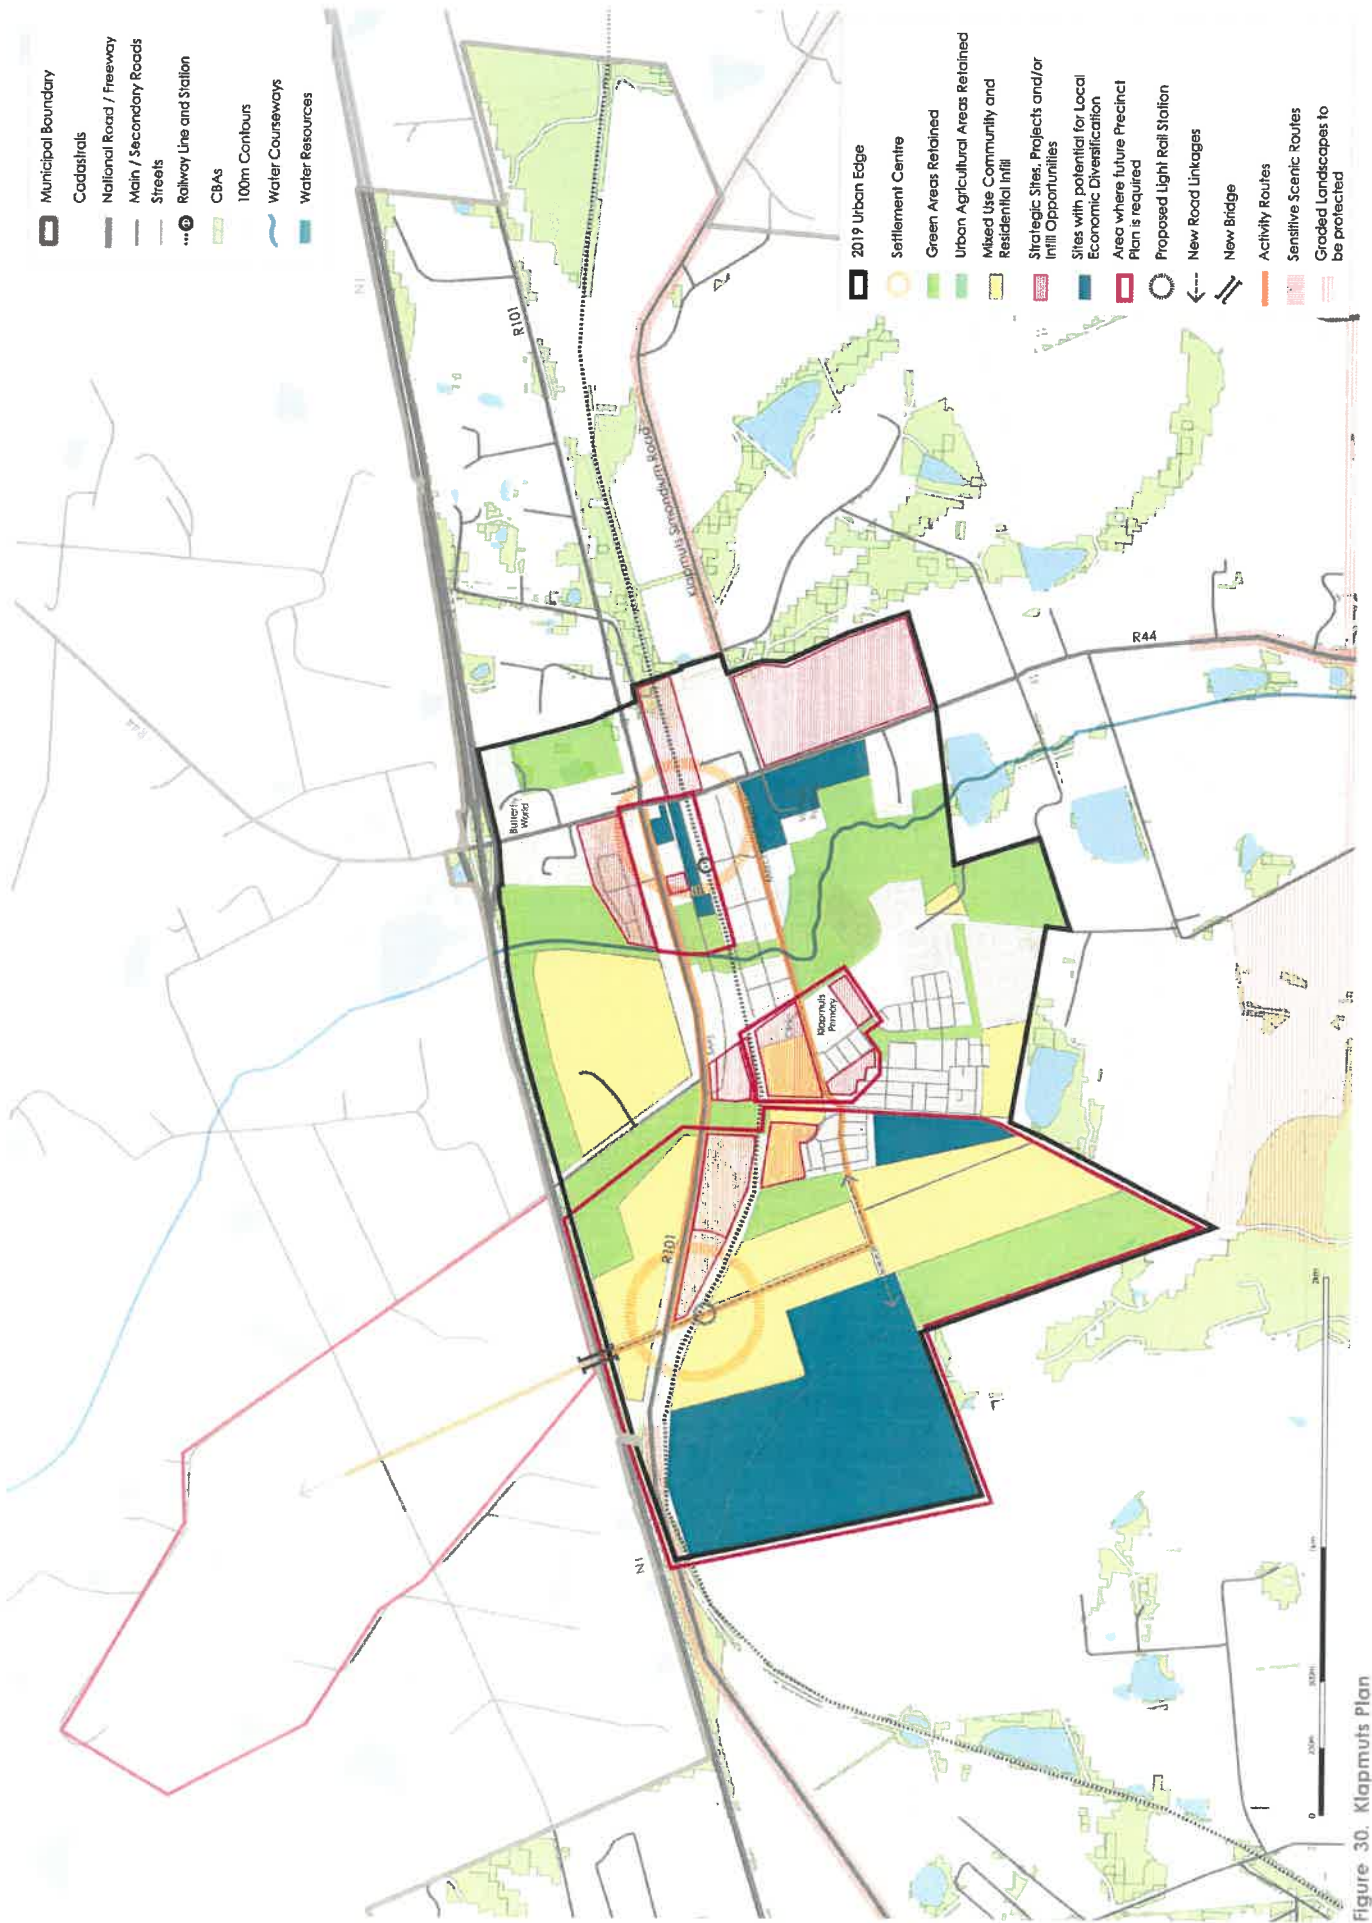 Municipal Boundary
Cadastrals
National Road / Freeway
Main / Secondary Roads
Streets
Railway Line and Station
CBAs
100m Contours
Water Courseways
Water Resources
2019 Urban Edge
Settlement Centre
Green Areas Retained
Urban Agricultural Areas Retained
Mixed Use Community and
Residential Infill
Strategic Sites, Projects and/or
Infill Opportunities
Sites with potential for Local
Economic Diversification
Area where future Precinct
Plan is required
Proposed Light Rail Station
New Road Linkages
New Bridge
Activity Routes
Sensitive Scenic Routes
Graded Landscapes to
be protected
N1
R101
Klapmuts Simondium Road
R44
R44
Butterfly
World
Klapmuts
Primary
R101
N1
0
1km
2km
Figure 30. Klapmuts Plan